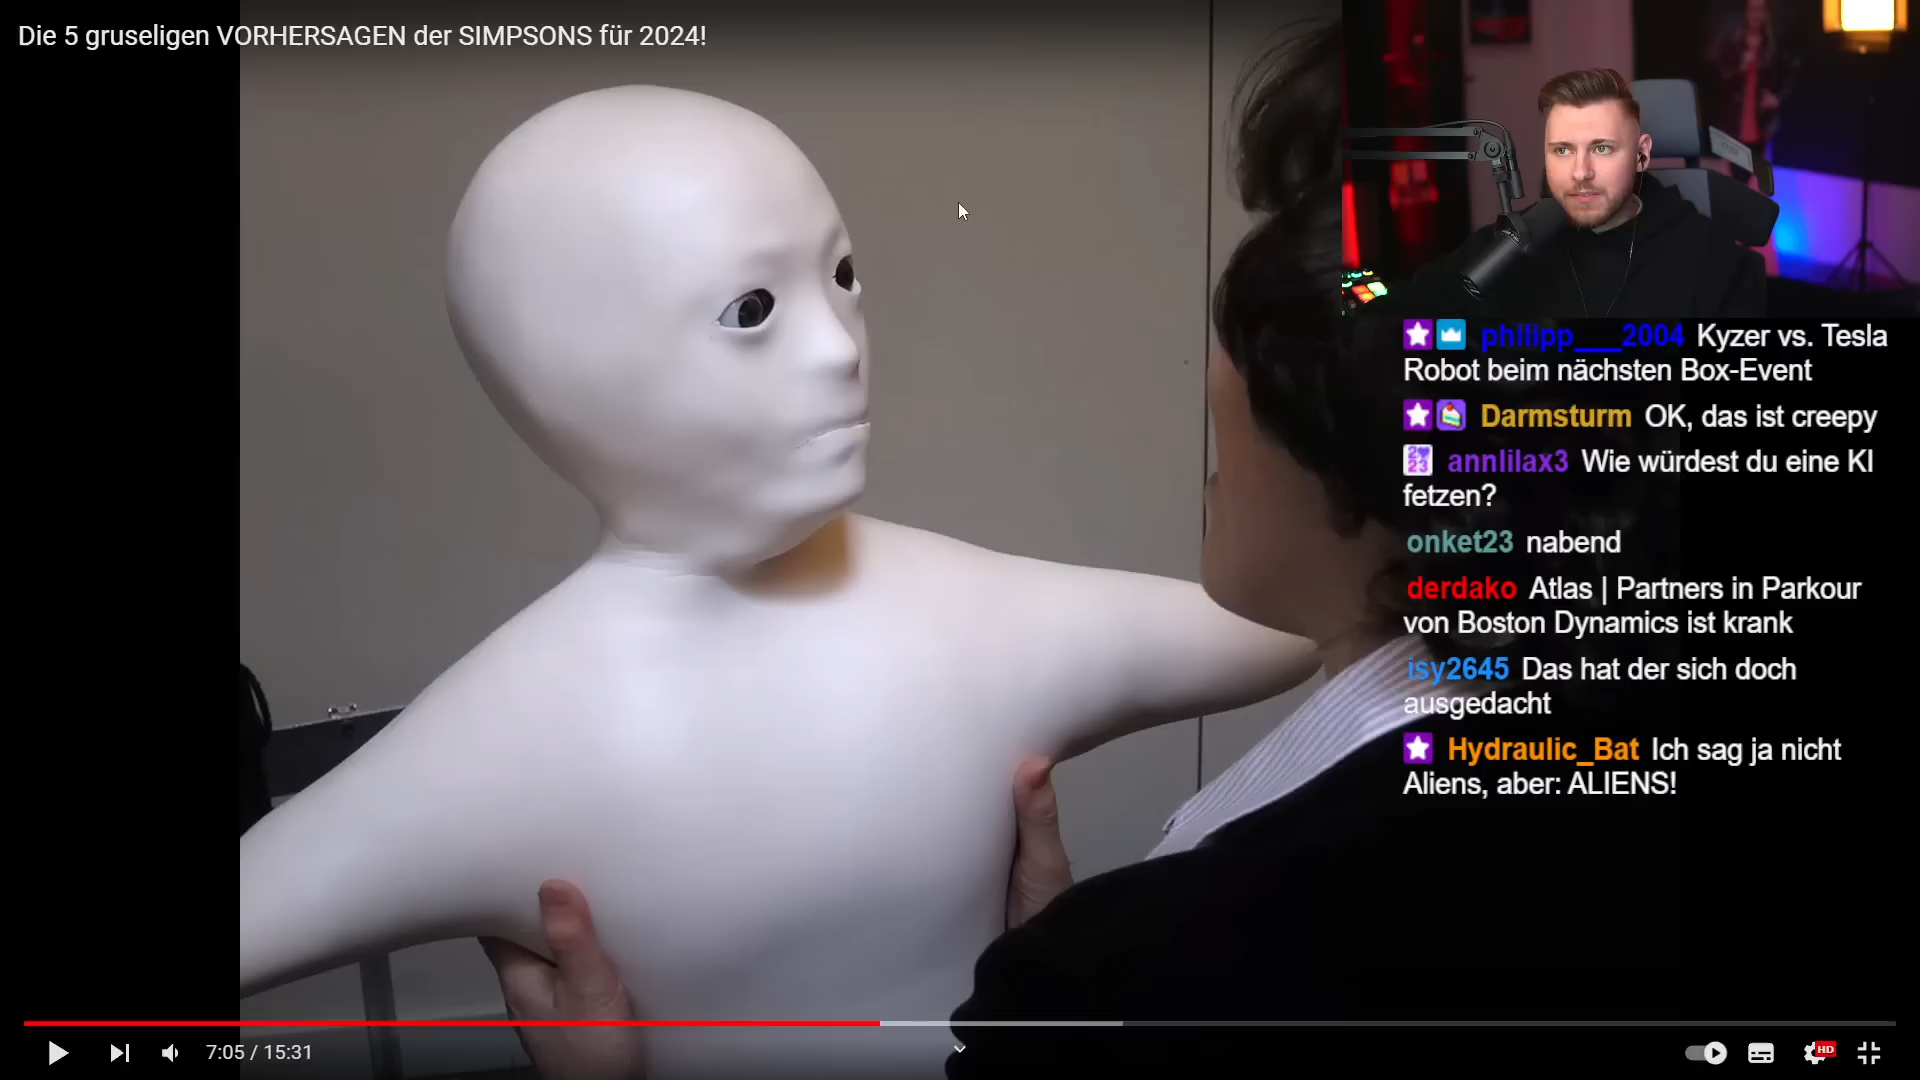 Die 5 gruseligen VORHERSAGEN der SIMPSONS für 2024!
philipp___2004 Kyzer vs. Tesla
Robot beim nächsten Box-Event
Darmsturm OK, das ist creepy
annlilax3 Wie würdest du eine KI
fetzen?
onket23 nabend
derdako Atlas | Partners in Parkour
von Boston Dynamics ist krank
isy2645 Das hat der sich doch
ausgedacht
Hydraulic_Bat Ich sag ja nicht
Aliens, aber: ALIENS!
7:05 / 15:31
HD